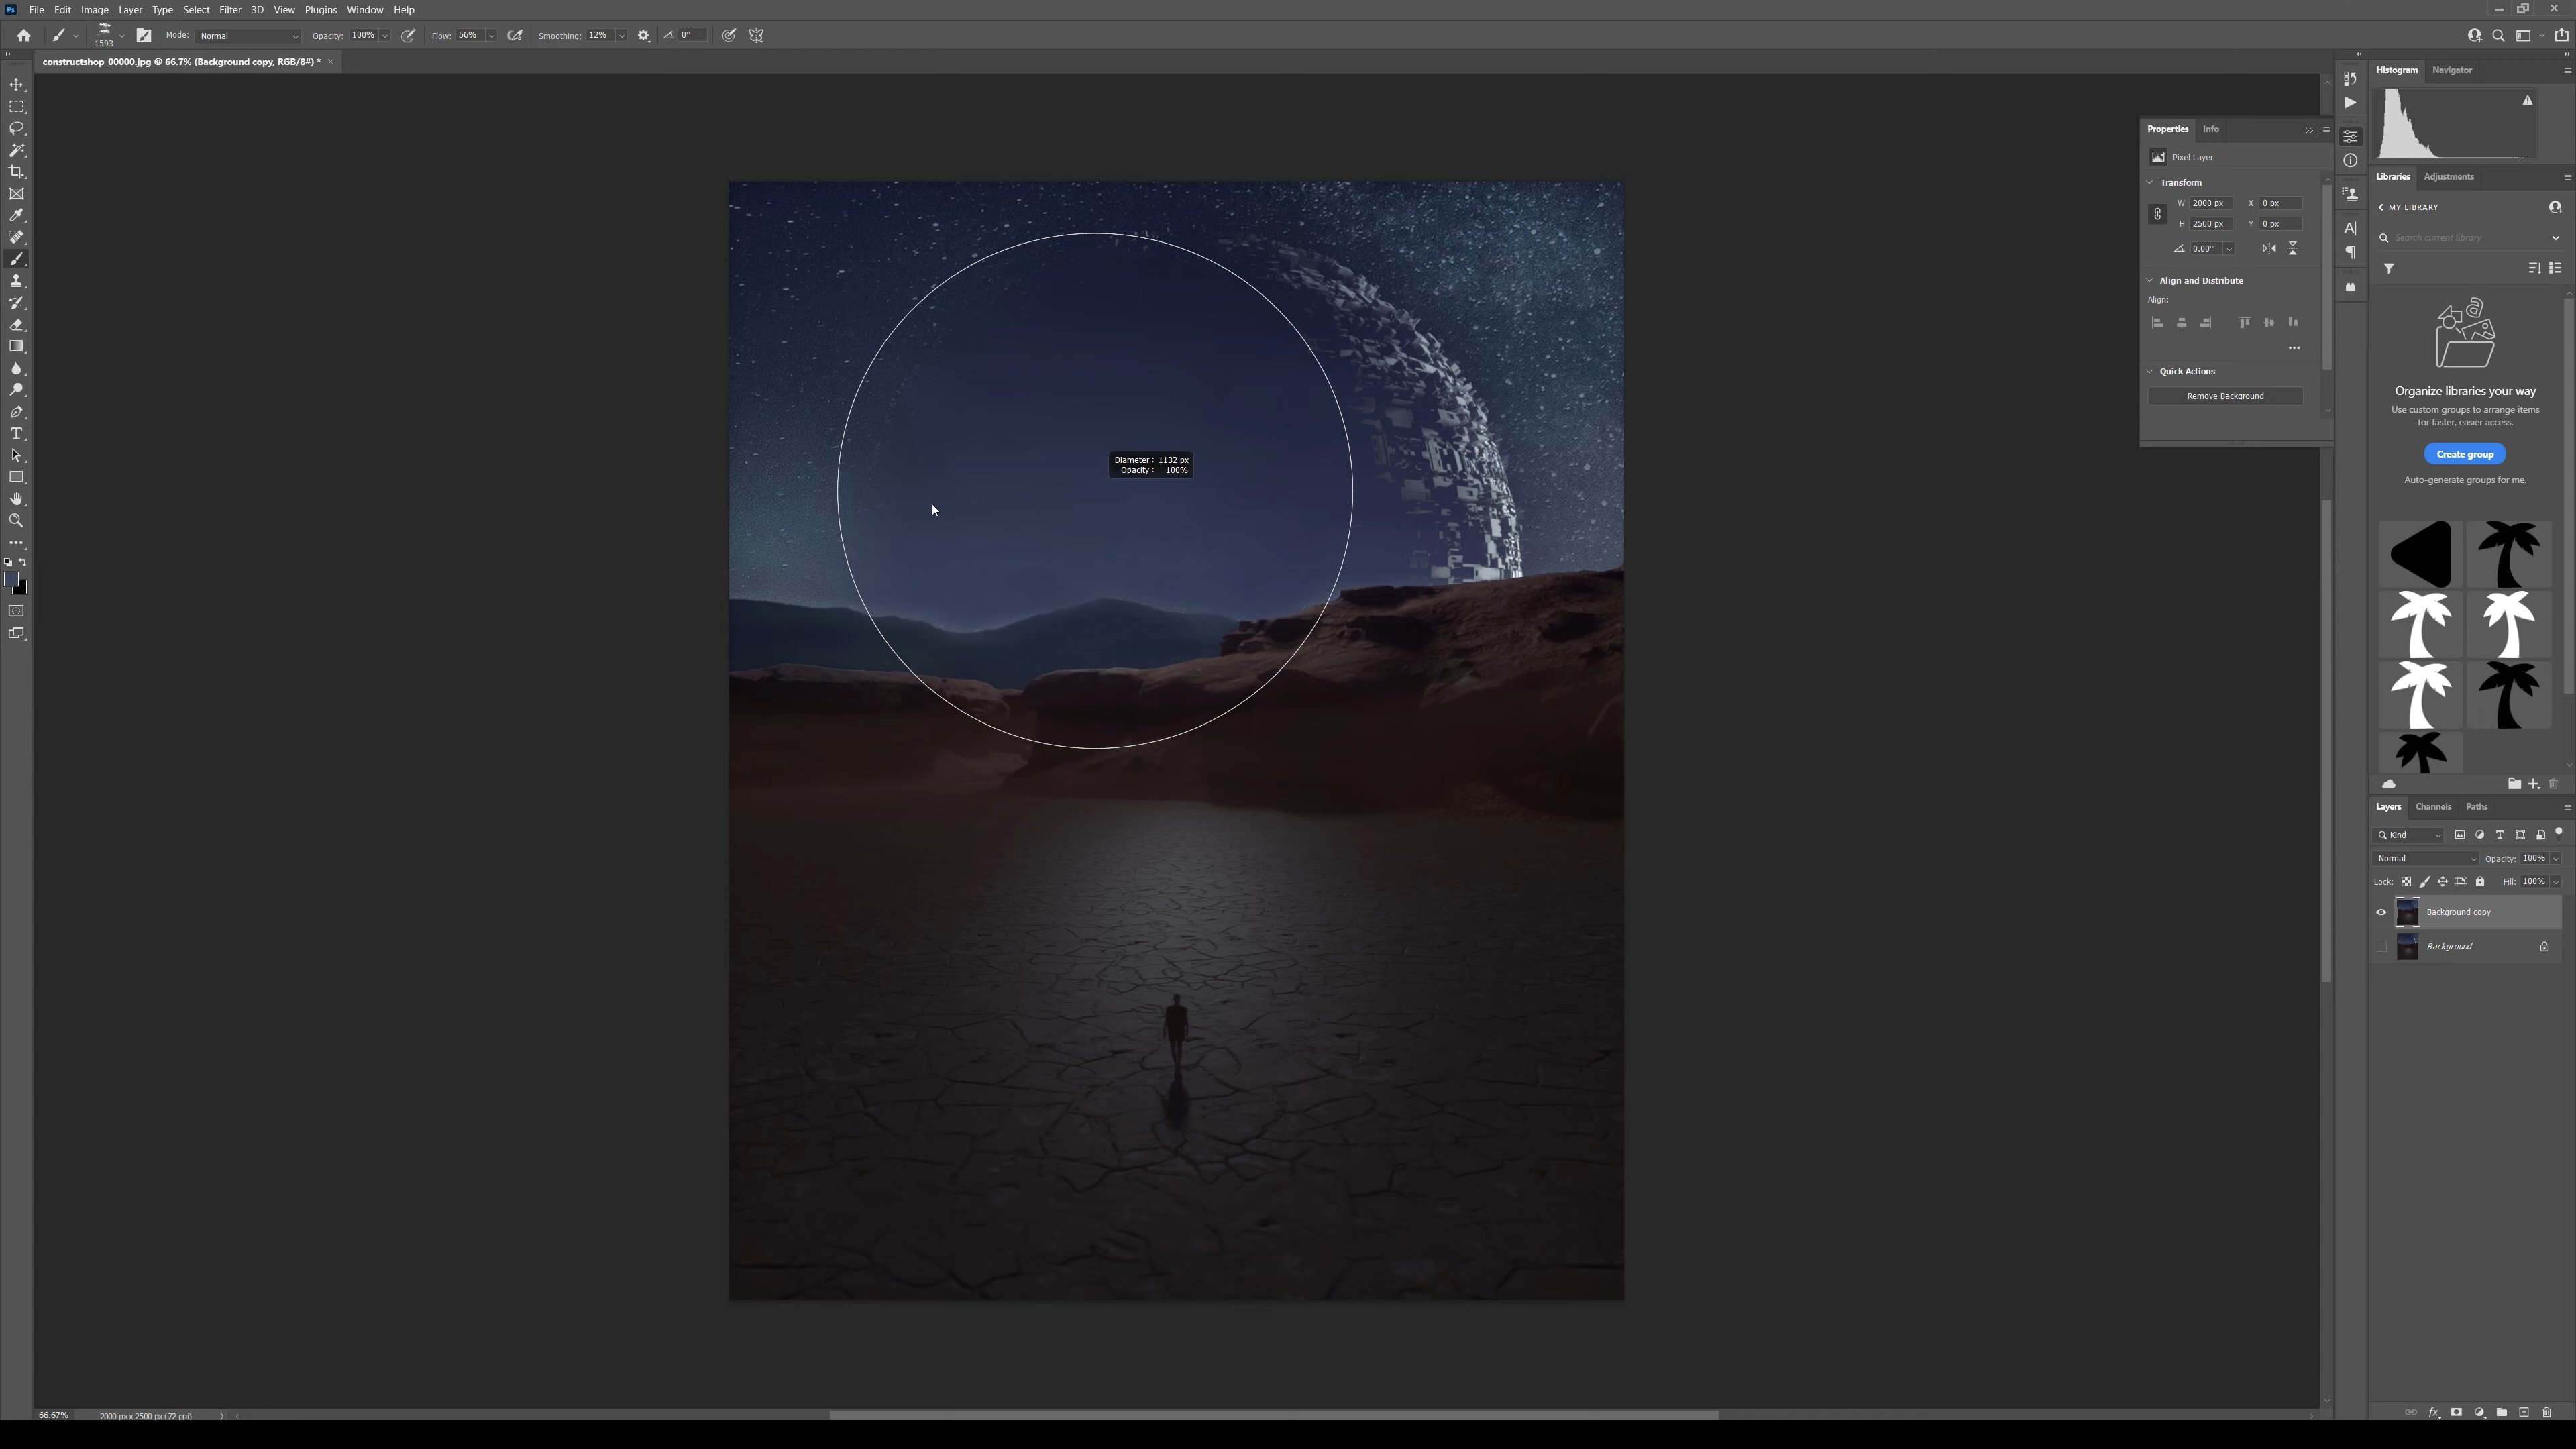 Ps File Edit Image Layer Type Select Filter 3D View Plugins Window Help
1593 Mode: Normal Opacity: 100% Flow: 56% Smoothing: 12% 0°
constructshop_00000.jpg @ 66.7% (Background copy, RGB/8#) * ×
Histogram Navigator
Properties Info
Pixel Layer
Transform
W 2000 px X 0 px
H 2500 px Y 0 px
0.00°
Align and Distribute
Align:
Quick Actions
Remove Background
Libraries Adjustments
MY LIBRARY
Search current library
Organize libraries your way
Use custom groups to arrange items
for faster, easier access.
Create group
Auto-generate groups for me.
Diameter : 1132 px
Opacity : 100%
Layers Channels Paths
Kind
Normal Opacity: 100%
Lock: Fill: 100%
Background copy
Background
66.67% 2000 px x 2500 px (72 ppi)